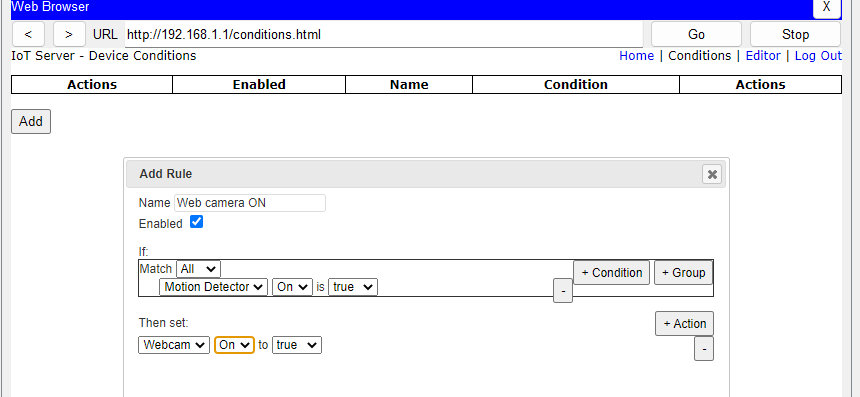 Web Browser X
< > URL http://192.168.1.1/conditions.html Go Stop
IoT Server - Device Conditions Home | Conditions | Editor | Log Out
Actions Enabled Name Condition Actions
Add
Add Rule
Name Web camera ON
Enabled
If:
Match All + Condition + Group
Motion Detector On is true -
Then set: + Action
Webcam On to true -